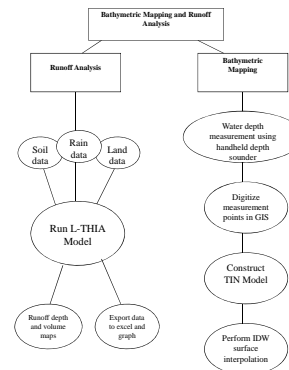 Bathymetric Mapping and Runoff
Analysis
Runoff Analysis
Bathymetric
Mapping
Soil
data
Rain
data
Land
data
Water depth
measurement using
handheld depth
sounder
Run L-THIA
Model
Digitize
measurement
points in GIS
Construct
TIN Model
Runoff depth
and volume
maps
Export data
to excel and
graph
Perform IDW
surface
interpolation